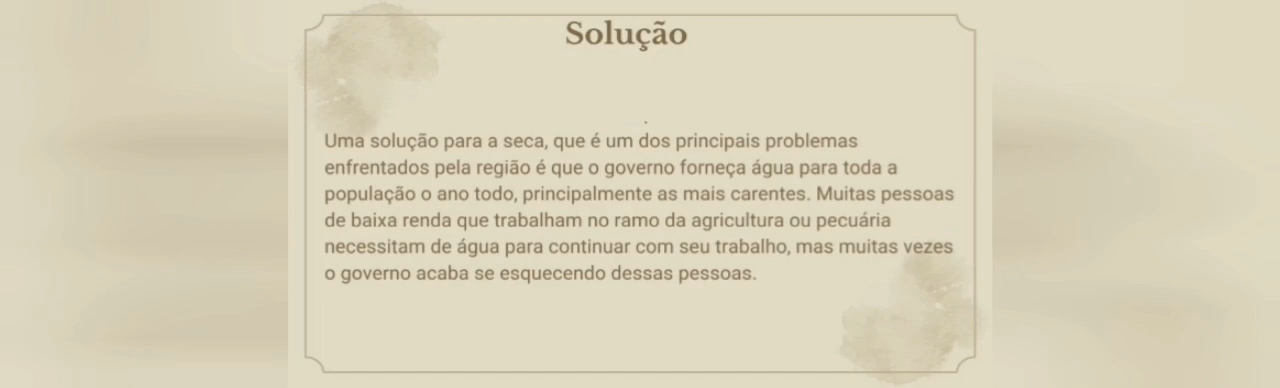 Solução
Uma solução para a seca, que é um dos principais problemas
enfrentados pela região é que o governo forneça água para toda a
população o ano todo, principalmente as mais carentes. Muitas pessoas
de baixa renda que trabalham no ramo da agricultura ou pecuária
necessitam de água para continuar com seu trabalho, mas muitas vezes
o governo acaba se esquecendo dessas pessoas.